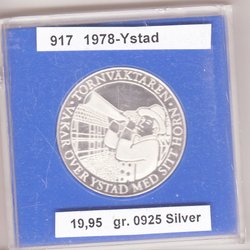 917 1978-Ystad
TORNVÄKTAREN
VAKAR ÖVER YSTAD MED SITT HORN
19,95 gr. 0925 Silver